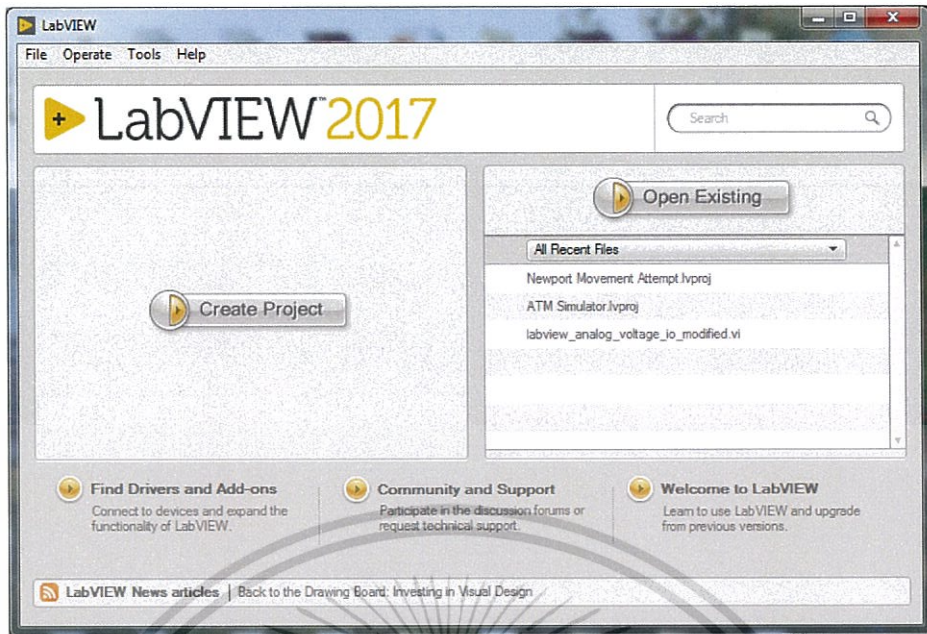 LabVIEW
File Operate Tools Help
LabVIEW™ 2017
Search
Create Project
Open Existing
All Recent Files
Newport Movement Attempt.lvproj
ATM Simulator.lvproj
labview_analog_voltage_io_modified.vi
Find Drivers and Add-ons
Connect to devices and expand the
functionality of LabVIEW.
Community and Support
Participate in the discussion forums or
request technical support.
Welcome to LabVIEW
Learn to use LabVIEW and upgrade
from previous versions.
LabVIEW News articles | Back to the Drawing Board: Investing in Visual Design